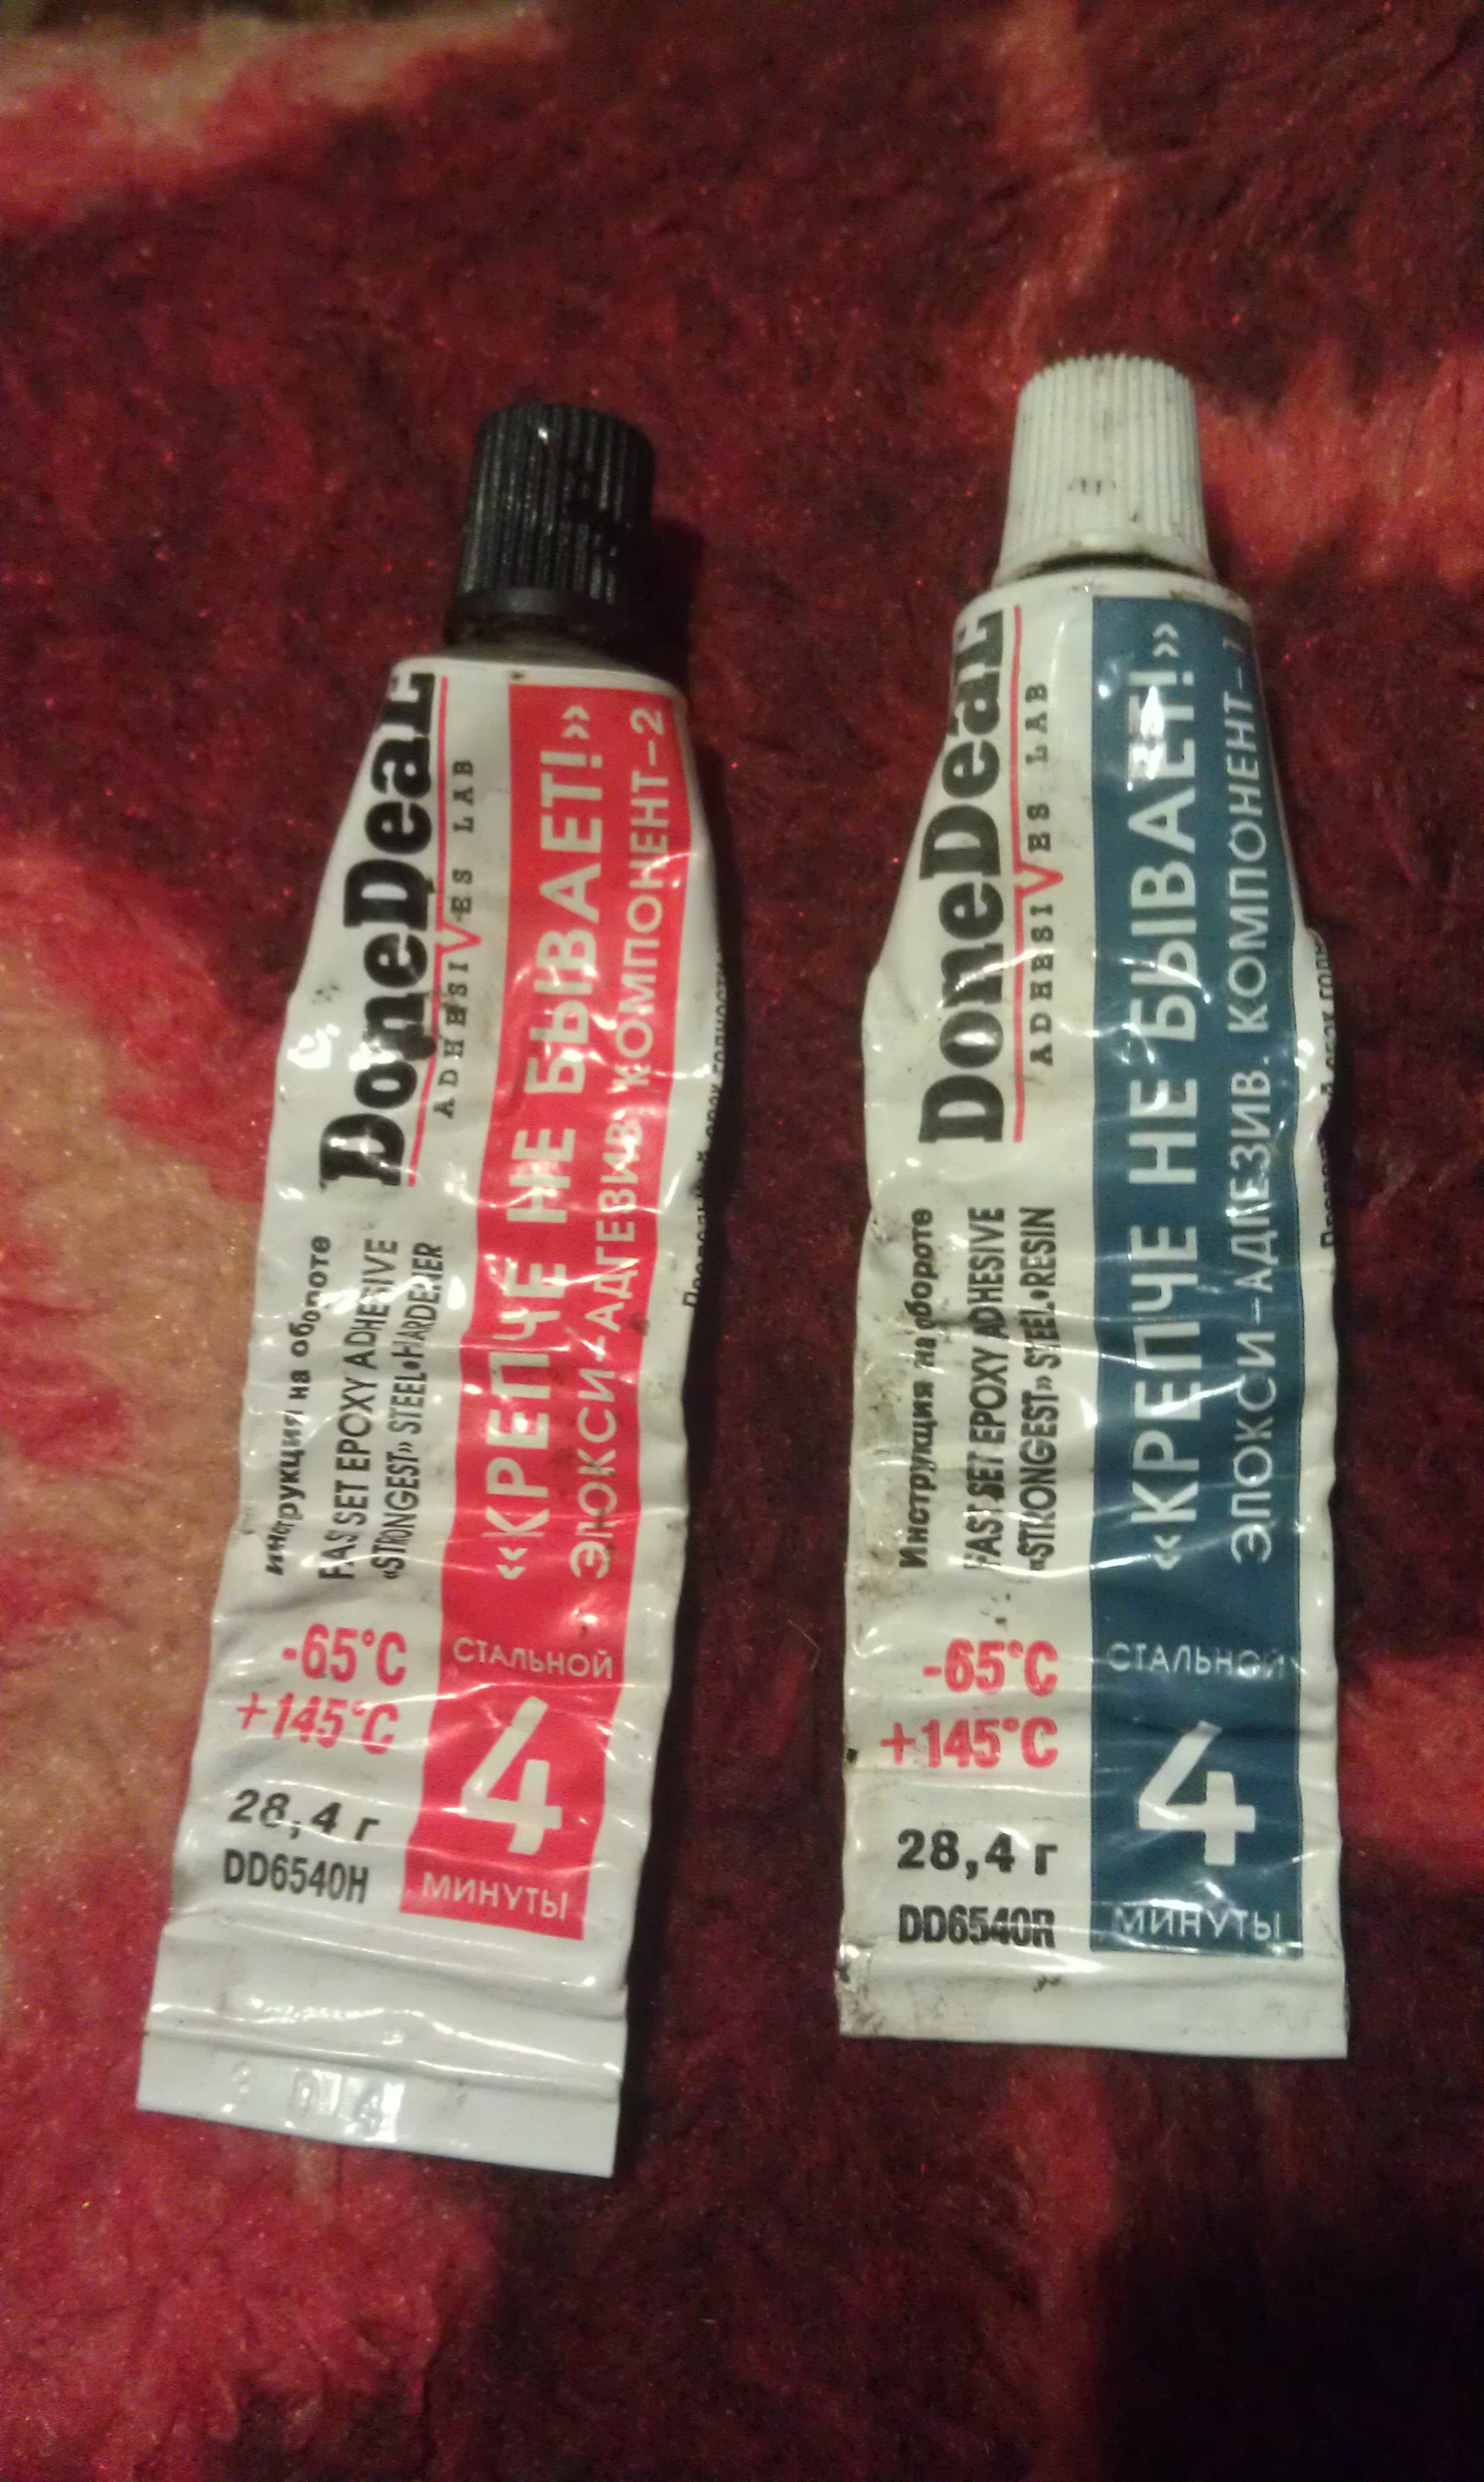 DoneDeaL
ADHESIVES LAB
Инструкция на обороте
FAST SET EPOXY ADHESIVE
«STRONGEST» STEEL•HARDENER
«КРЕПЧЕ НЕ БЫВАЕТ!»
ЭПОКСИ-АДГЕЗИВ. КОМПОНЕНТ-2
-65°C
+145°C
28,4 г
DD6540H
СТАЛЬНОЙ
4
МИНУТЫ
DoneDeaL
ADHESIVES LAB
Инструкция на обороте
FAST SET EPOXY ADHESIVE
«STRONGEST» STEEL•RESIN
«КРЕПЧЕ НЕ БЫВАЕТ!»
ЭПОКСИ-АДГЕЗИВ. КОМПОНЕНТ-1
-65°C
+145°C
28,4 г
DD6540R
СТАЛЬНОЙ
4
МИНУТЫ